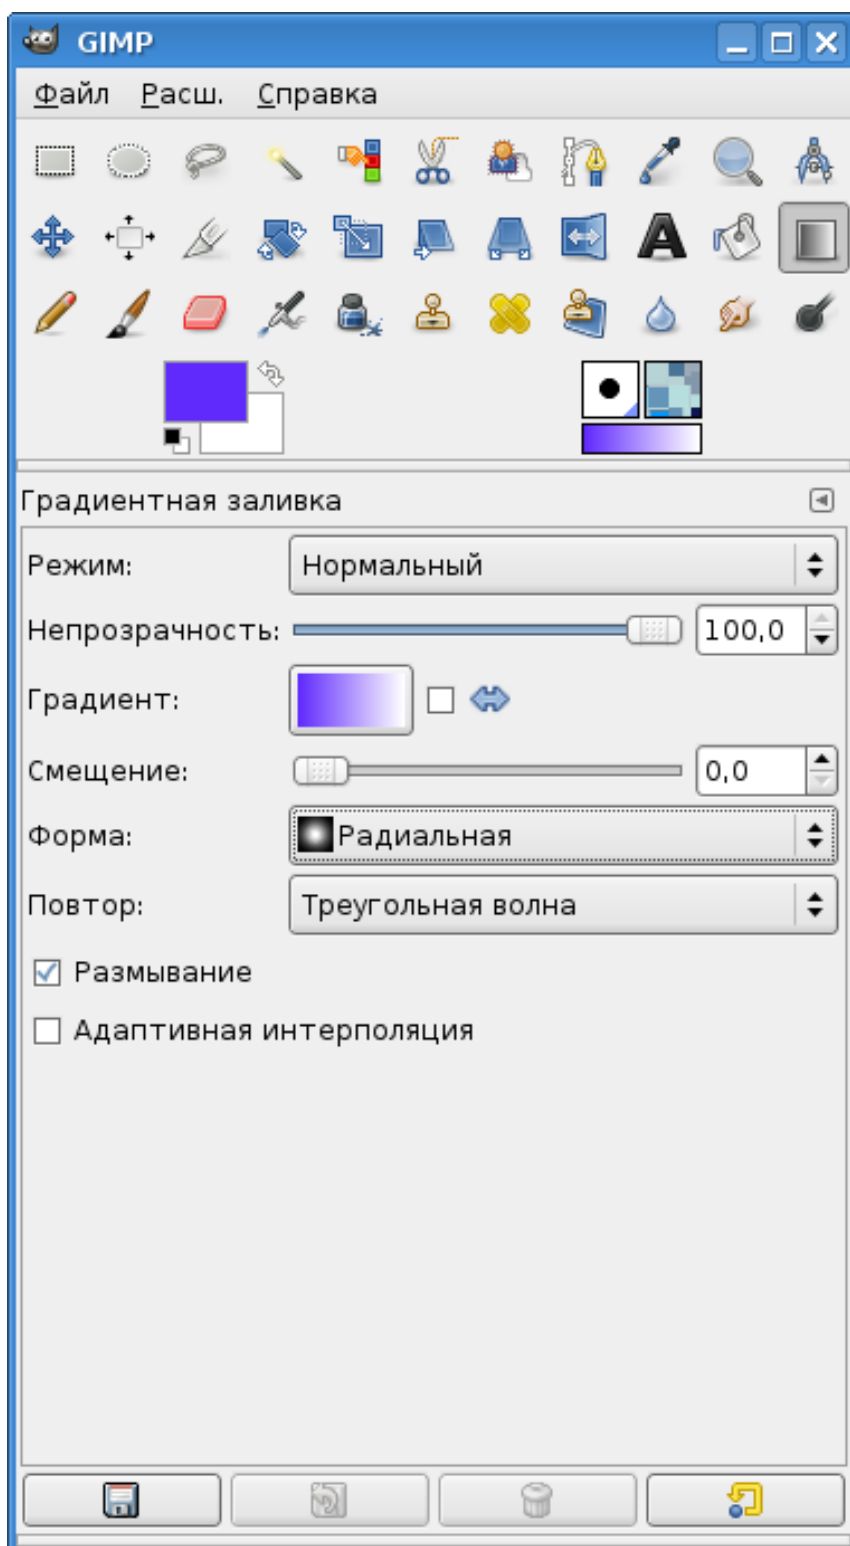 GIMP
Файл Расш. Справка
Градиентная заливка
Режим: Нормальный
Непрозрачность: 100,0
Градиент:
Смещение: 0,0
Форма: Радиальная
Повтор: Треугольная волна
Размывание
Адаптивная интерполяция